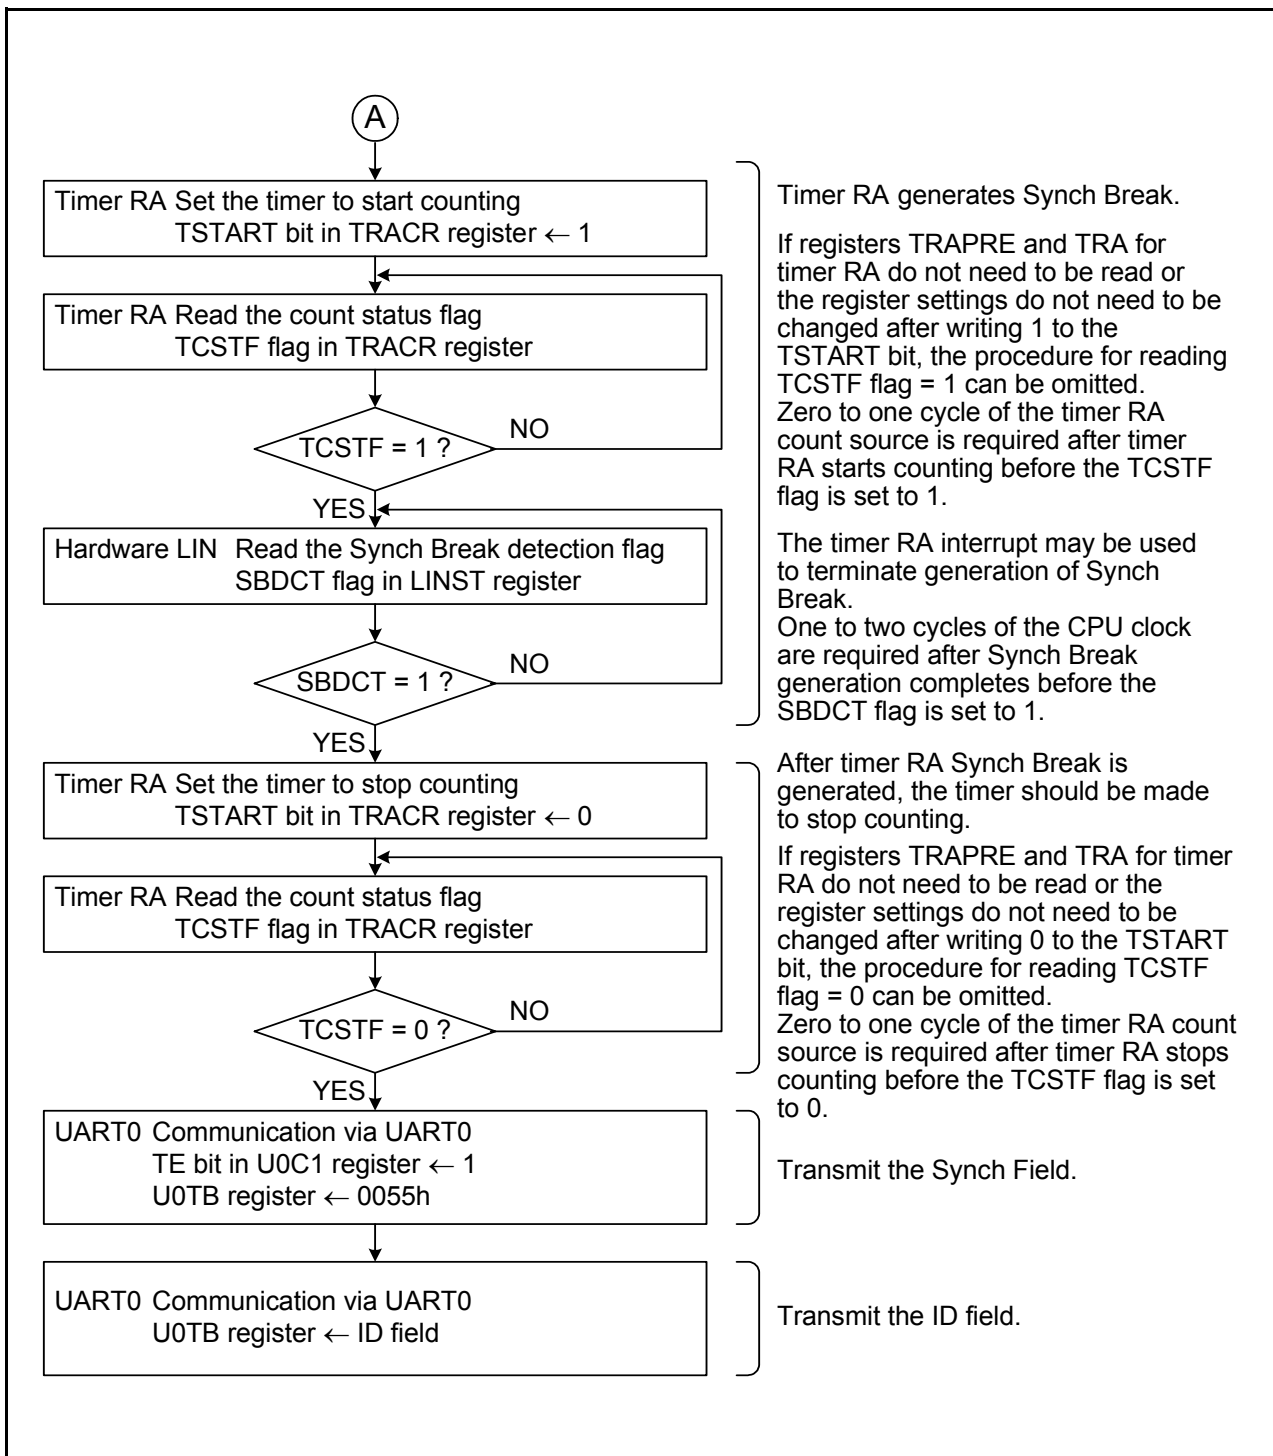 A
Timer RA Set the timer to start counting
TSTART bit in TRACR register ← 1
Timer RA Read the count status flag
TCSTF flag in TRACR register
TCSTF = 1 ?
NO
YES
Hardware LIN Read the Synch Break detection flag
SBDCT flag in LINST register
SBDCT = 1 ?
NO
YES
Timer RA generates Synch Break.
If registers TRAPRE and TRA for
timer RA do not need to be read or
the register settings do not need to be
changed after writing 1 to the
TSTART bit, the procedure for reading
TCSTF flag = 1 can be omitted.
Zero to one cycle of the timer RA
count source is required after timer
RA starts counting before the TCSTF
flag is set to 1.
The timer RA interrupt may be used
to terminate generation of Synch
Break.
One to two cycles of the CPU clock
are required after Synch Break
generation completes before the
SBDCT flag is set to 1.
Timer RA Set the timer to stop counting
TSTART bit in TRACR register ← 0
Timer RA Read the count status flag
TCSTF flag in TRACR register
TCSTF = 0 ?
NO
YES
After timer RA Synch Break is
generated, the timer should be made
to stop counting.
If registers TRAPRE and TRA for timer
RA do not need to be read or the
register settings do not need to be
changed after writing 0 to the TSTART
bit, the procedure for reading TCSTF
flag = 0 can be omitted.
Zero to one cycle of the timer RA count
source is required after timer RA stops
counting before the TCSTF flag is set
to 0.
UART0 Communication via UART0
TE bit in U0C1 register ← 1
U0TB register ← 0055h
Transmit the Synch Field.
UART0 Communication via UART0
U0TB register ← ID field
Transmit the ID field.